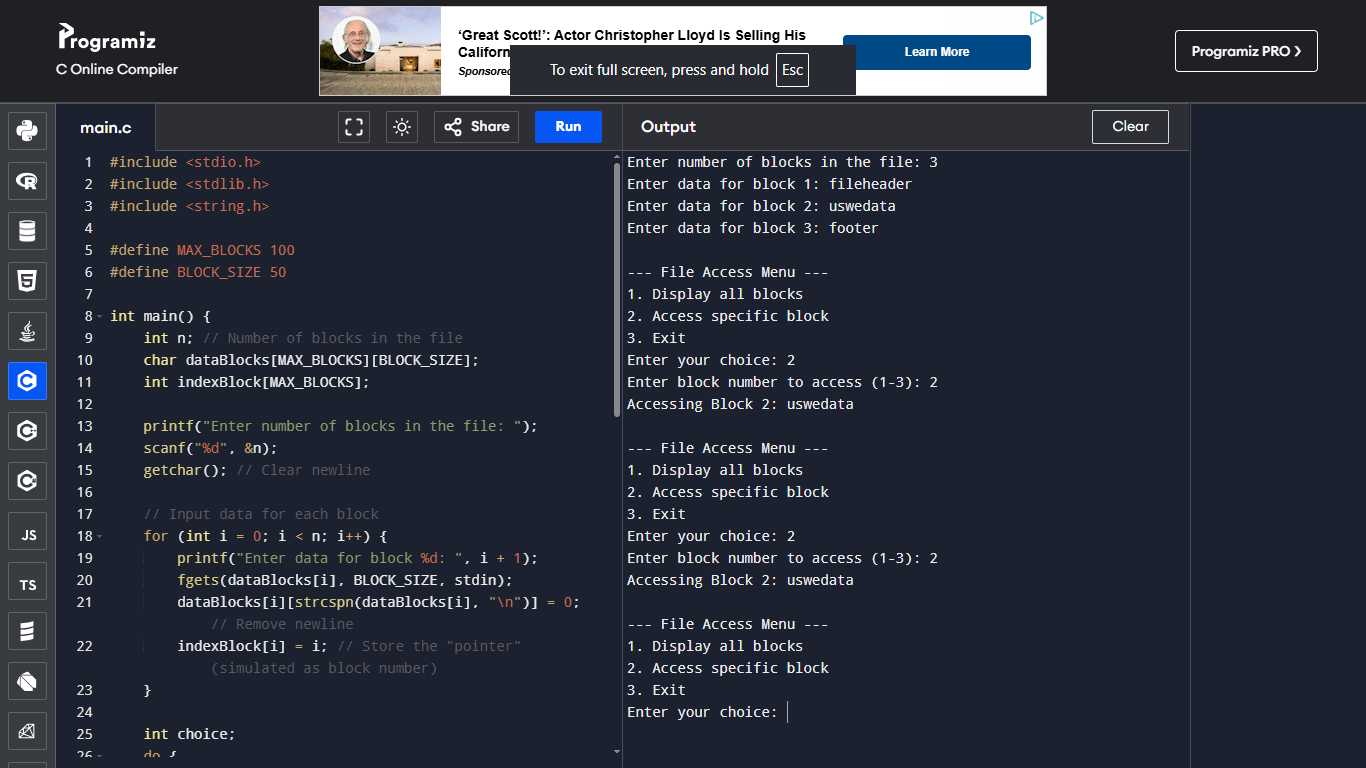 Programiz
C Online Compiler
‘Great Scott!’: Actor Christopher Lloyd Is Selling His
Californ
Sponsored
Learn More
To exit full screen, press and hold Esc
Programiz PRO >
main.c
Share
Run
Output
Clear
1 #include <stdio.h>
2 #include <stdlib.h>
3 #include <string.h>
4
5 #define MAX_BLOCKS 100
6 #define BLOCK_SIZE 50
7
8 int main() {
9 int n; // Number of blocks in the file
10 char dataBlocks[MAX_BLOCKS][BLOCK_SIZE];
11 int indexBlock[MAX_BLOCKS];
12
13 printf("Enter number of blocks in the file: ");
14 scanf("%d", &n);
15 getchar(); // Clear newline
16
17 // Input data for each block
18 for (int i = 0; i < n; i++) {
19 printf("Enter data for block %d: ", i + 1);
20 fgets(dataBlocks[i], BLOCK_SIZE, stdin);
21 dataBlocks[i][strcspn(dataBlocks[i], "\n")] = 0;
// Remove newline
22 indexBlock[i] = i; // Store the "pointer"
(simulated as block number)
23 }
24
25 int choice;
26 do {
Enter number of blocks in the file: 3
Enter data for block 1: fileheader
Enter data for block 2: uswedata
Enter data for block 3: footer
--- File Access Menu ---
1. Display all blocks
2. Access specific block
3. Exit
Enter your choice: 2
Enter block number to access (1-3): 2
Accessing Block 2: uswedata
--- File Access Menu ---
1. Display all blocks
2. Access specific block
3. Exit
Enter your choice: 2
Enter block number to access (1-3): 2
Accessing Block 2: uswedata
--- File Access Menu ---
1. Display all blocks
2. Access specific block
3. Exit
Enter your choice:
JS
TS